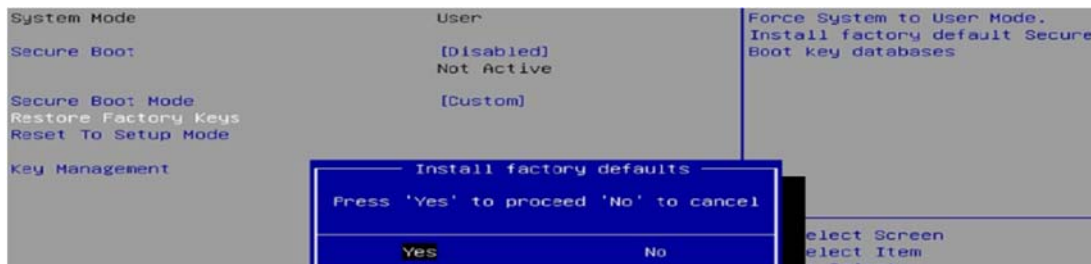 System Mode User
Secure Boot [Disabled]
Not Active
Secure Boot Mode [Custom]
Restore Factory Keys
Reset To Setup Mode
Key Management
Force System to User Mode.
Install factory default Secure
Boot key databases
Install factory defaults
Press 'Yes' to proceed 'No' to cancel
Yes No
elect Screen
elect Item